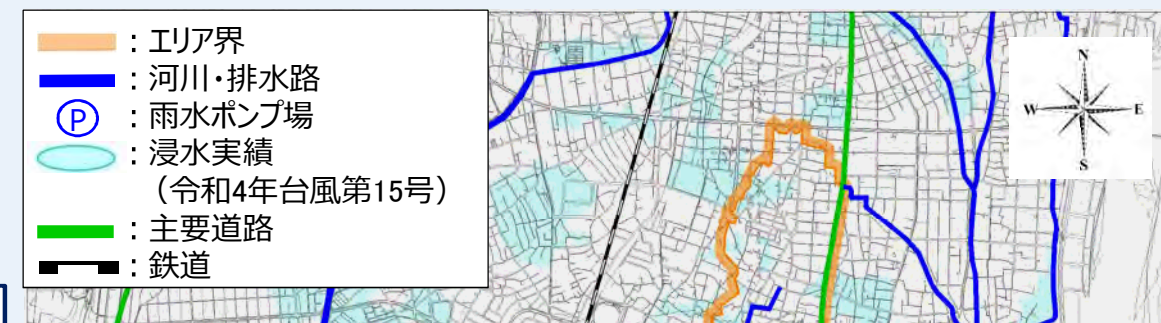 ：エリア界
：河川・排水路
P：雨水ポンプ場
：浸水実績
（令和4年台風第15号）
：主要道路
：鉄道
N
W E
S